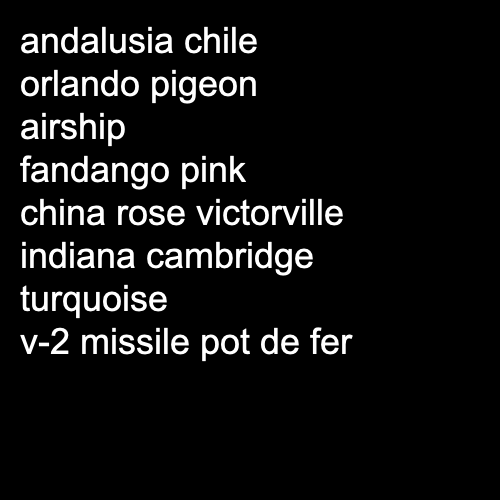 andalusia chile
orlando pigeon
airship
fandango pink
china rose victorville
indiana cambridge
turquoise
v-2 missile pot de fer